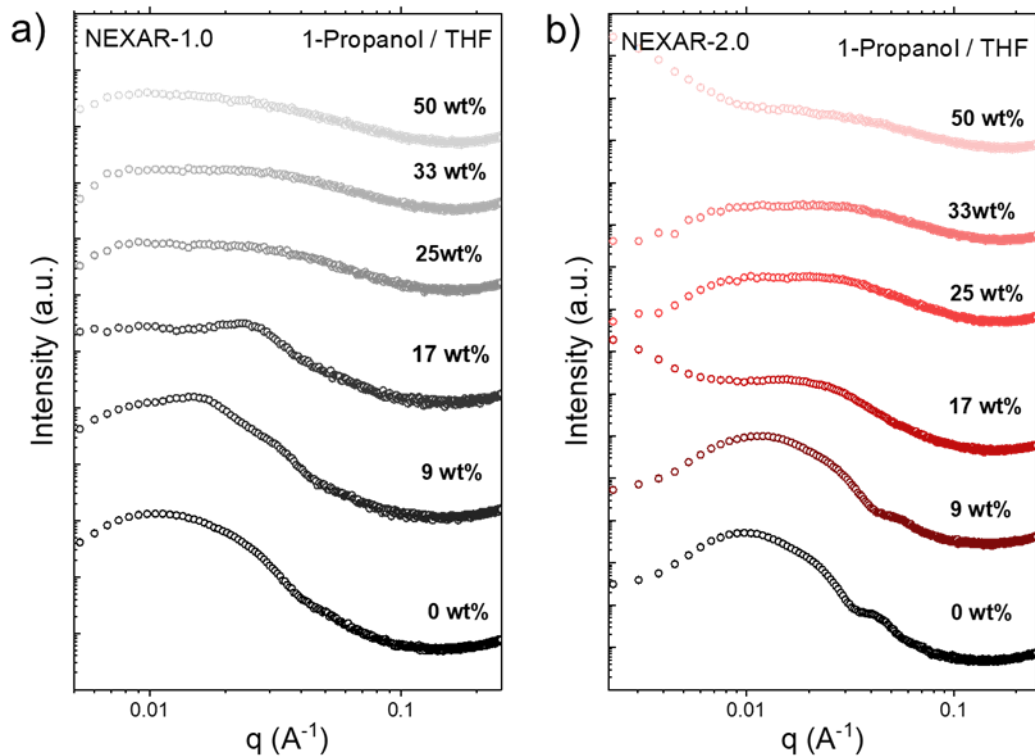 a)
NEXAR-1.0
1-Propanol / THF
50 wt%
33 wt%
25wt%
17 wt%
9 wt%
0 wt%
Intensity (a.u.)
0.01
0.1
q (A⁻¹)
b)
NEXAR-2.0
1-Propanol / THF
50 wt%
33wt%
25 wt%
17 wt%
9 wt%
0 wt%
Intensity (a.u.)
0.01
0.1
q (A⁻¹)